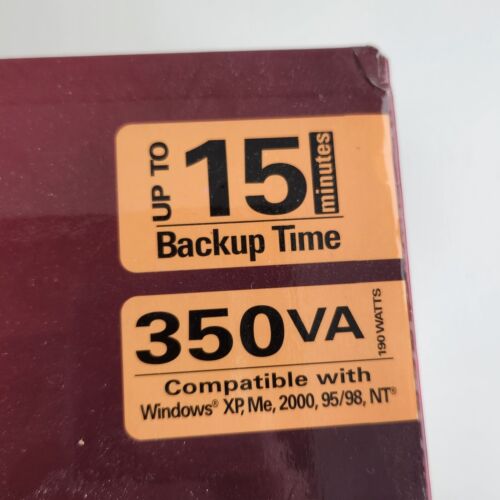 UP TO 15 minutes
Backup Time
350VA 190 WATTS
Compatible with
Windows® XP, Me, 2000, 95/98, NT®